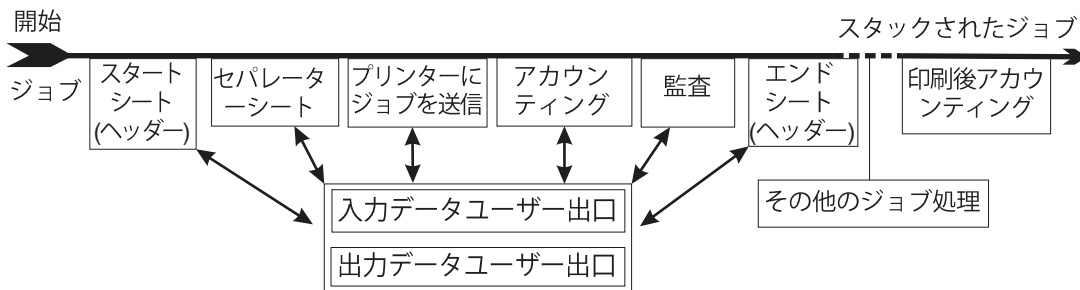 開始
スタックされたジョブ
ジョブ
スタート
シート
(ヘッダー)
セパレータ
ーシート
プリンターに
ジョブを送信
アカウン
ティング
監査
エンド
シート
(ヘッダー)
印刷後アカウ
ンティング
その他のジョブ処理
入力データユーザー出口
出力データユーザー出口